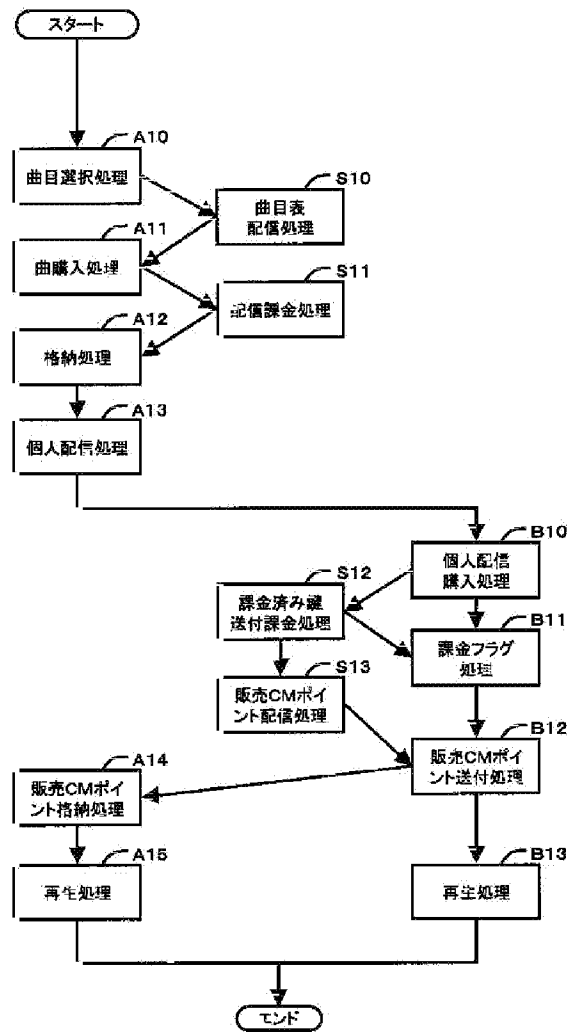 スタート
A10
曲目選択処理
S10
曲目表
配信処理
A11
曲購入処理
S11
配信課金処理
A12
格納処理
A13
個人配信処理
B10
個人配信
購入処理
S12
課金済み鍵
送付課金処理
B11
課金フラグ
処理
S13
販売CMポイ
ント配信処理
B12
販売CMポイ
ント送付処理
A14
販売CMポイ
ント格納処理
A15
再生処理
B13
再生処理
エンド